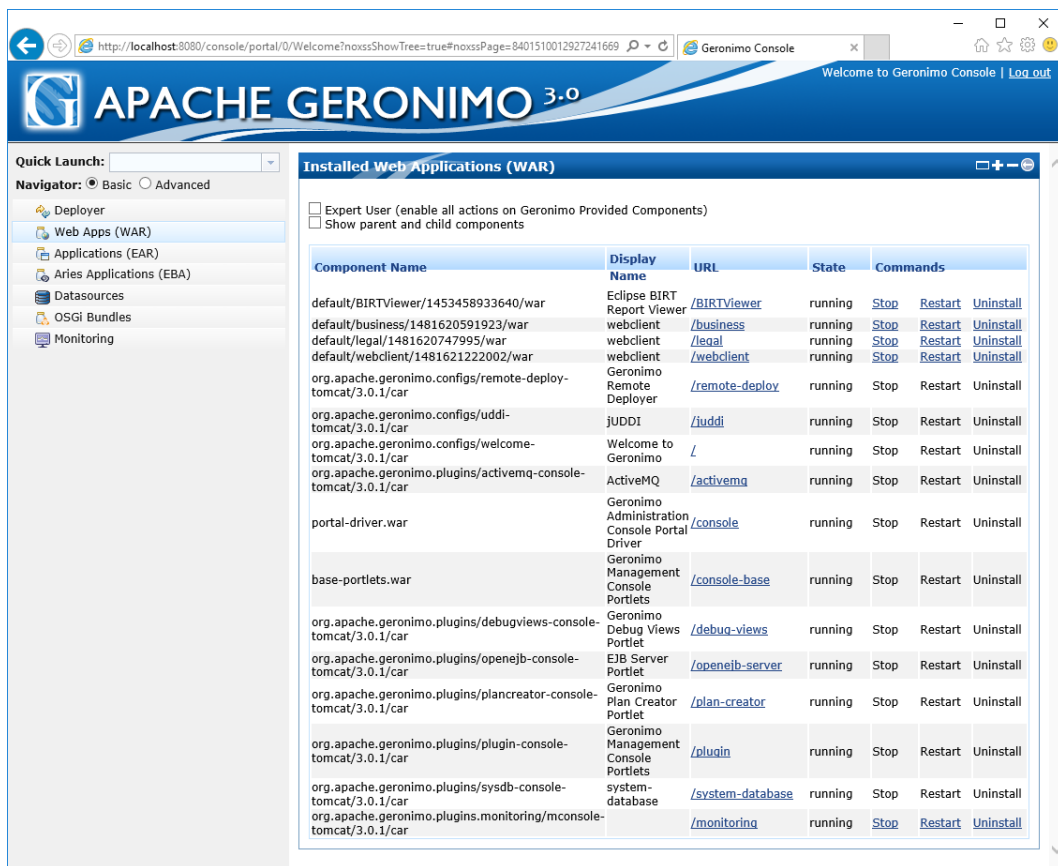 http://localhost:8080/console/portal/0/Welcome?noxssShowTree=true#noxssPage=8401510012927241669
Geronimo Console
Welcome to Geronimo Console | Log out
G APACHE GERONIMO 3.0
Quick Launch:
Navigator: Basic Advanced
Deployer
Web Apps (WAR)
Applications (EAR)
Aries Applications (EBA)
Datasources
OSGi Bundles
Monitoring
Installed Web Applications (WAR)
Expert User (enable all actions on Geronimo Provided Components)
Show parent and child components
Component Name Display Name URL State Commands
default/BIRTViewer/1453458933640/war Eclipse BIRT Report Viewer /BIRTViewer running Stop Restart Uninstall
default/business/1481620591923/war webclient /business running Stop Restart Uninstall
default/legal/1481620747995/war webclient /legal running Stop Restart Uninstall
default/webclient/1481621222002/war webclient /webclient running Stop Restart Uninstall
org.apache.geronimo.configs/remote-deploy-tomcat/3.0.1/car Geronimo Remote Deployer /remote-deploy running Stop Restart Uninstall
org.apache.geronimo.configs/uddi-tomcat/3.0.1/car jUDDI /juddi running Stop Restart Uninstall
org.apache.geronimo.configs/welcome-tomcat/3.0.1/car Welcome to Geronimo / running Stop Restart Uninstall
org.apache.geronimo.plugins/activemq-console-tomcat/3.0.1/car ActiveMQ /activemq running Stop Restart Uninstall
portal-driver.war Geronimo Administration Console Portal Driver /console running Stop Restart Uninstall
base-portlets.war Geronimo Management Console Portlets /console-base running Stop Restart Uninstall
org.apache.geronimo.plugins/debugviews-console-tomcat/3.0.1/car Geronimo Debug Views Portlet /debug-views running Stop Restart Uninstall
org.apache.geronimo.plugins/openejb-console-tomcat/3.0.1/car EJB Server Portlet /openejb-server running Stop Restart Uninstall
org.apache.geronimo.plugins/plancreator-console-tomcat/3.0.1/car Geronimo Plan Creator Portlet /plan-creator running Stop Restart Uninstall
org.apache.geronimo.plugins/plugin-console-tomcat/3.0.1/car Geronimo Management Console Portlets /plugin running Stop Restart Uninstall
org.apache.geronimo.plugins/sysdb-console-tomcat/3.0.1/car system-database /system-database running Stop Restart Uninstall
org.apache.geronimo.plugins.monitoring/mconsole-tomcat/3.0.1/car /monitoring running Stop Restart Uninstall